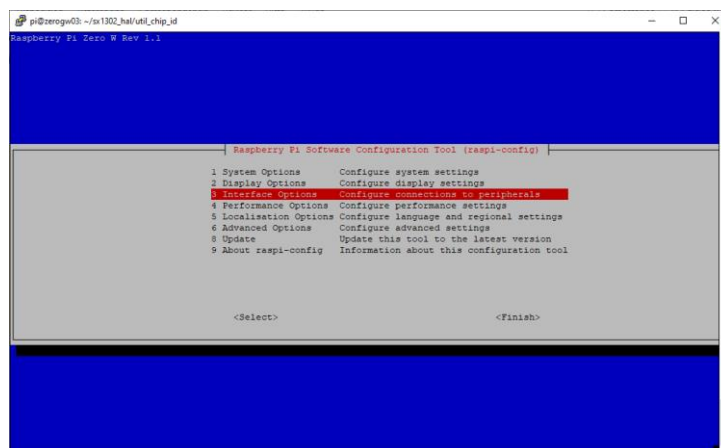 pi@zerogw03: ~/sx1302_hal/util_chip_id
Raspberry Pi Zero W Rev 1.1
Raspberry Pi Software Configuration Tool (raspi-config)
1 System Options Configure system settings
2 Display Options Configure display settings
3 Interface Options Configure connections to peripherals
4 Performance Options Configure performance settings
5 Localisation Options Configure language and regional settings
6 Advanced Options Configure advanced settings
8 Update Update this tool to the latest version
9 About raspi-config Information about this configuration tool
<Select> <Finish>